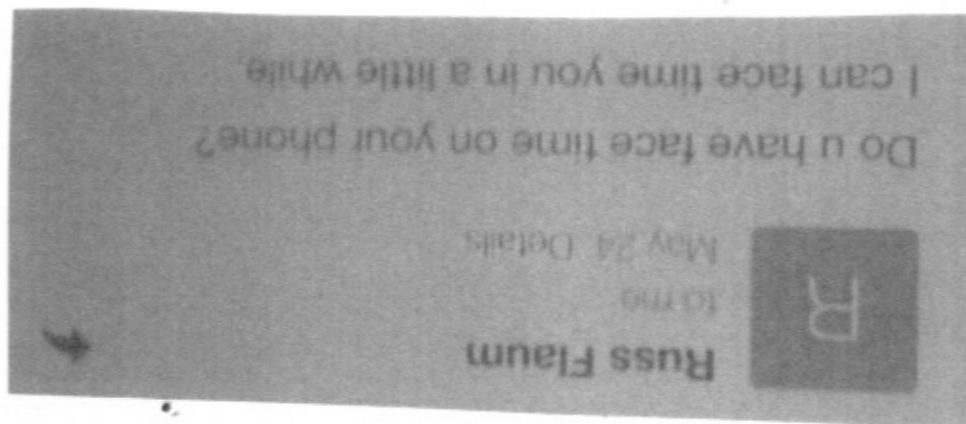 R
Russ Flaum
to me
May 24 Details
Do u have face time on your phone?
I can face time you in a little while.